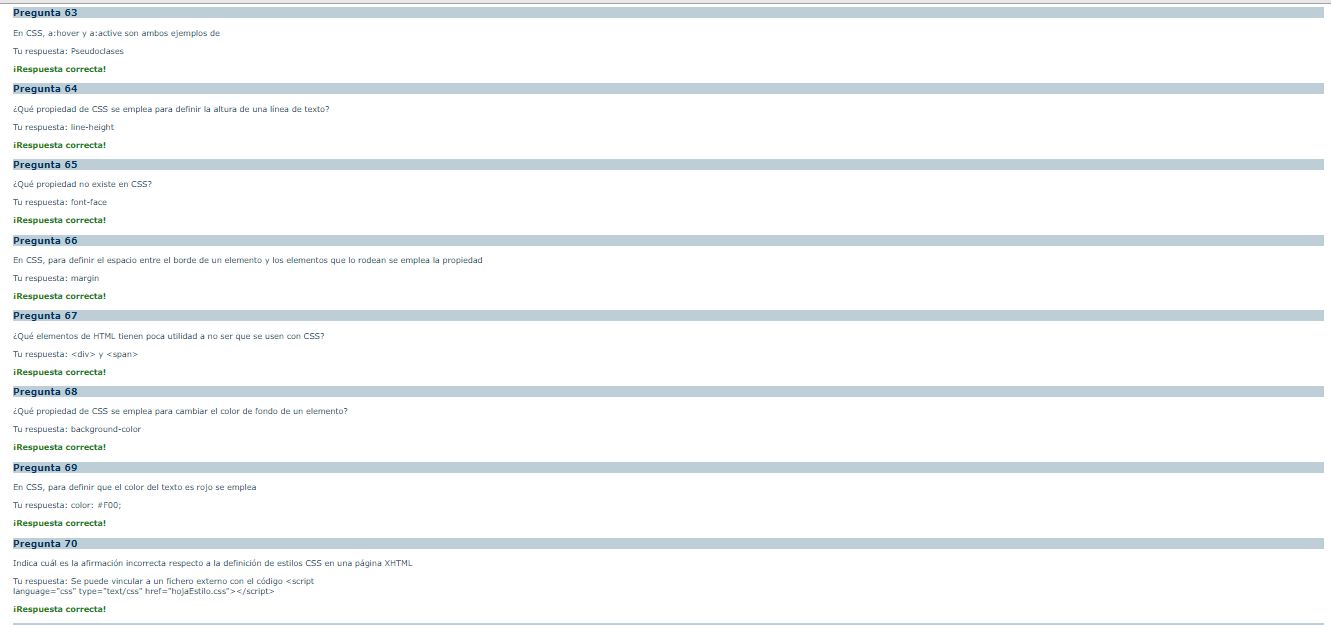 Pregunta 63
En CSS, a:hover y a:active son ambos ejemplos de
Tu respuesta: Pseudoclases
¡Respuesta correcta!
Pregunta 64
¿Qué propiedad de CSS se emplea para definir la altura de una línea de texto?
Tu respuesta: line-height
¡Respuesta correcta!
Pregunta 65
¿Qué propiedad no existe en CSS?
Tu respuesta: font-face
¡Respuesta correcta!
Pregunta 66
En CSS, para definir el espacio entre el borde de un elemento y los elementos que lo rodean se emplea la propiedad
Tu respuesta: margin
¡Respuesta correcta!
Pregunta 67
¿Qué elementos de HTML tienen poca utilidad a no ser que se usen con CSS?
Tu respuesta: <div> y <span>
¡Respuesta correcta!
Pregunta 68
¿Qué propiedad de CSS se emplea para cambiar el color de fondo de un elemento?
Tu respuesta: background-color
¡Respuesta correcta!
Pregunta 69
En CSS, para definir que el color del texto es rojo se emplea
Tu respuesta: color: #F00;
¡Respuesta correcta!
Pregunta 70
Indica cuál es la afirmación incorrecta respecto a la definición de estilos CSS en una página XHTML
Tu respuesta: Se puede vincular a un fichero externo con el código <script
language="css" type="text/css" href="hojaEstilo.css"></script>
¡Respuesta correcta!